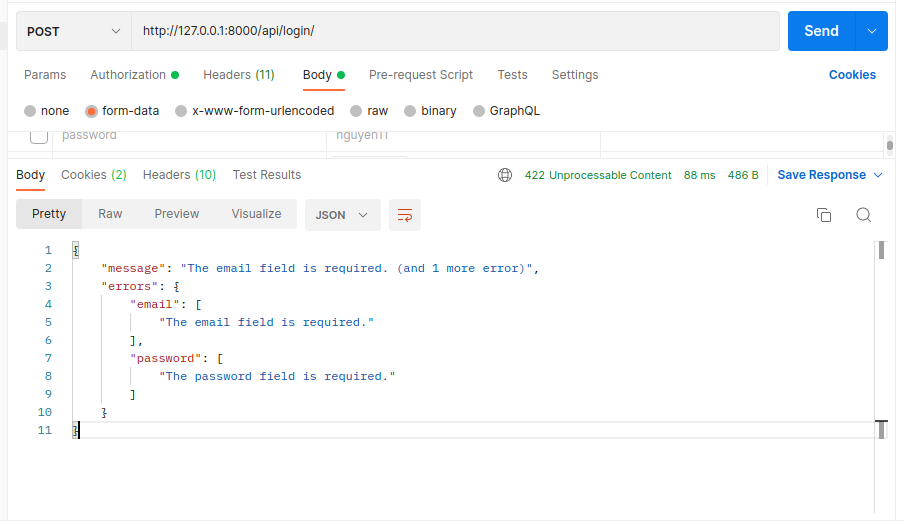 POST http://127.0.0.1:8000/api/login/ Send
Params Authorization Headers (11) Body Pre-request Script Tests Settings Cookies
none form-data x-www-form-urlencoded raw binary GraphQL
password nguyen11
Body Cookies (2) Headers (10) Test Results 422 Unprocessable Content 88 ms 486 B Save Response
Pretty Raw Preview Visualize JSON
1 {
2 "message": "The email field is required. (and 1 more error)",
3 "errors": {
4 "email": [
5 "The email field is required."
6 ],
7 "password": [
8 "The password field is required."
9 ]
10 }
11 }